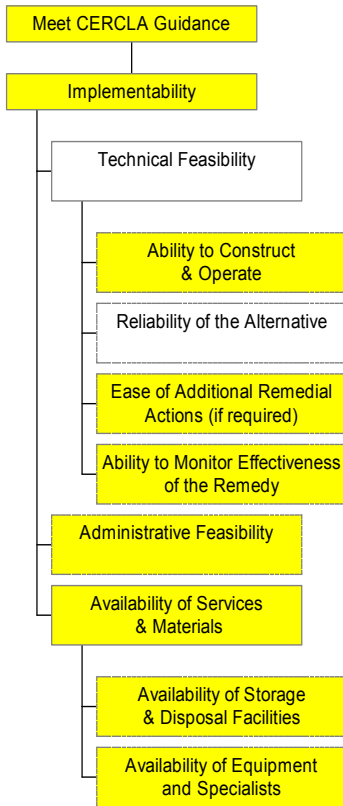 Meet CERCLA Guidance
Implementability
Technical Feasibility
Ability to Construct
& Operate
Reliability of the Alternative
Ease of Additional Remedial
Actions (if required)
Ability to Monitor Effectiveness
of the Remedy
Administrative Feasibility
Availability of Services
& Materials
Availability of Storage
& Disposal Facilities
Availability of Equipment
and Specialists